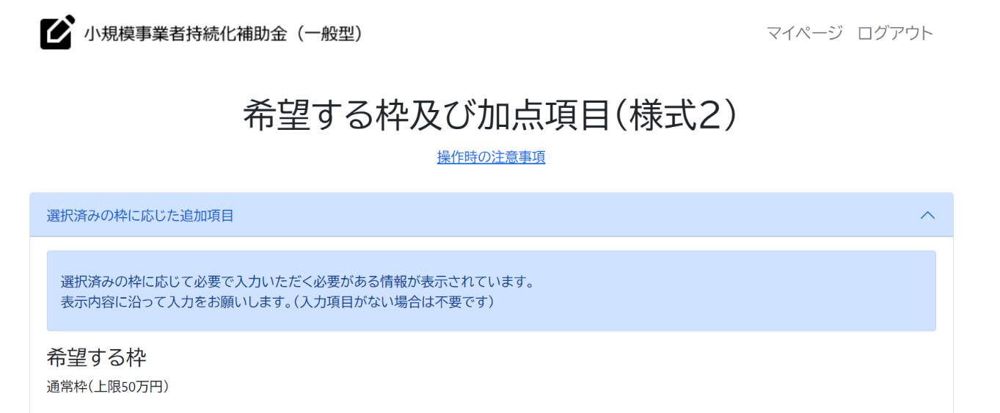 小規模事業者持続化補助金（一般型）
マイページ ログアウト
希望する枠及び加点項目（様式２）
操作時の注意事項
選択済みの枠に応じた追加項目
選択済みの枠に応じて必要で入力いただく必要がある情報が表示されています。
表示内容に沿って入力をお願いします。（入力項目がない場合は不要です）
希望する枠
通常枠（上限50万円）